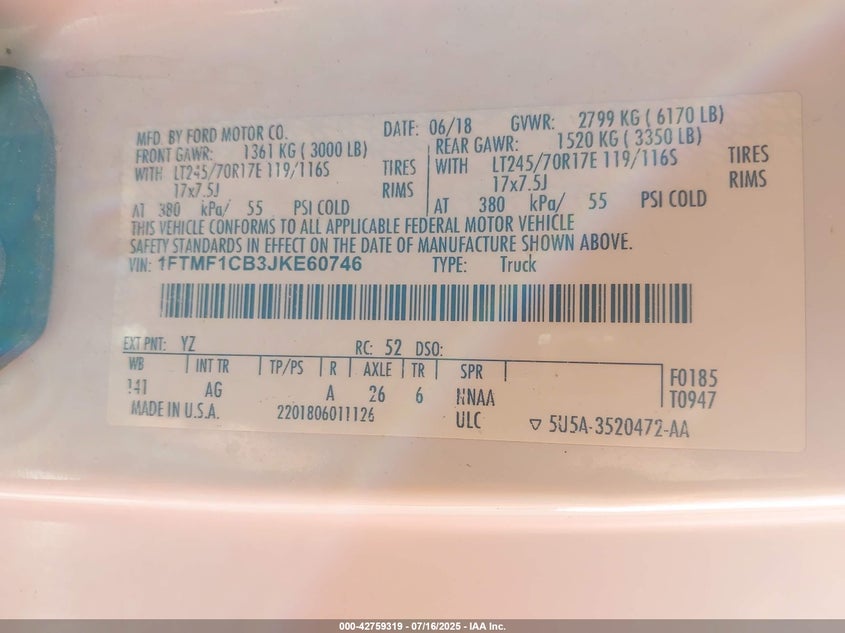 MFD. BY FORD MOTOR CO. DATE: 06/18 GVWR: 2799 KG ( 6170 LB)
FRONT GAWR: 1361 KG ( 3000 LB) REAR GAWR: 1520 KG ( 3350 LB)
WITH LT245/70R17E 119/116S TIRES WITH LT245/70R17E 119/116S TIRES
17x7.5J RIMS 17x7.5J RIMS
AT 380 kPa/ 55 PSI COLD AT 380 kPa/ 55 PSI COLD
THIS VEHICLE CONFORMS TO ALL APPLICABLE FEDERAL MOTOR VEHICLE
SAFETY STANDARDS IN EFFECT ON THE DATE OF MANUFACTURE SHOWN ABOVE.
VIN: 1FTMF1CB3JKE60746 TYPE: Truck
EXT PNT: YZ RC: 52 DSO:
WB INT TR TP/PS R AXLE TR SPR
141 AG A 26 6 NNAA
F0185
T0947
MADE IN U.S.A. 2201806011126 ULC ▽ 5U5A-3520472-AA
000-42759319 - 07/16/2025 - IAA Inc.